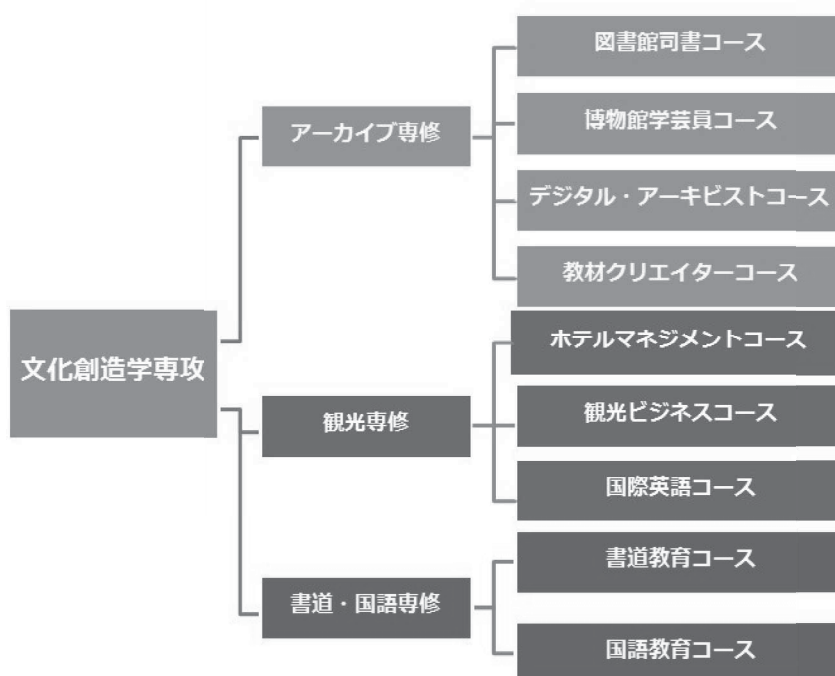 文化創造学専攻
アーカイブ専修
図書館司書コース
博物館学芸員コース
デジタル・アーキビストコース
教材クリエイターコース
観光専修
ホテルマネジメントコース
観光ビジネスコース
国際英語コース
書道・国語専修
書道教育コース
国語教育コース